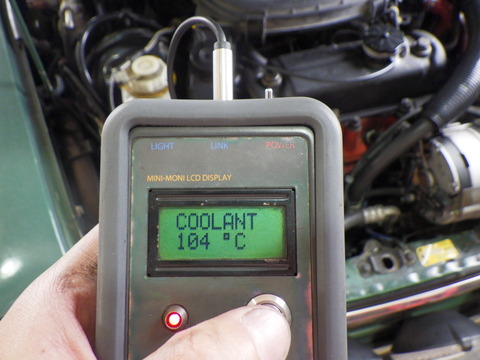 LIGHT LINK POWER
MINI-MONI LCD DISPLAY
COOLANT
104 °C